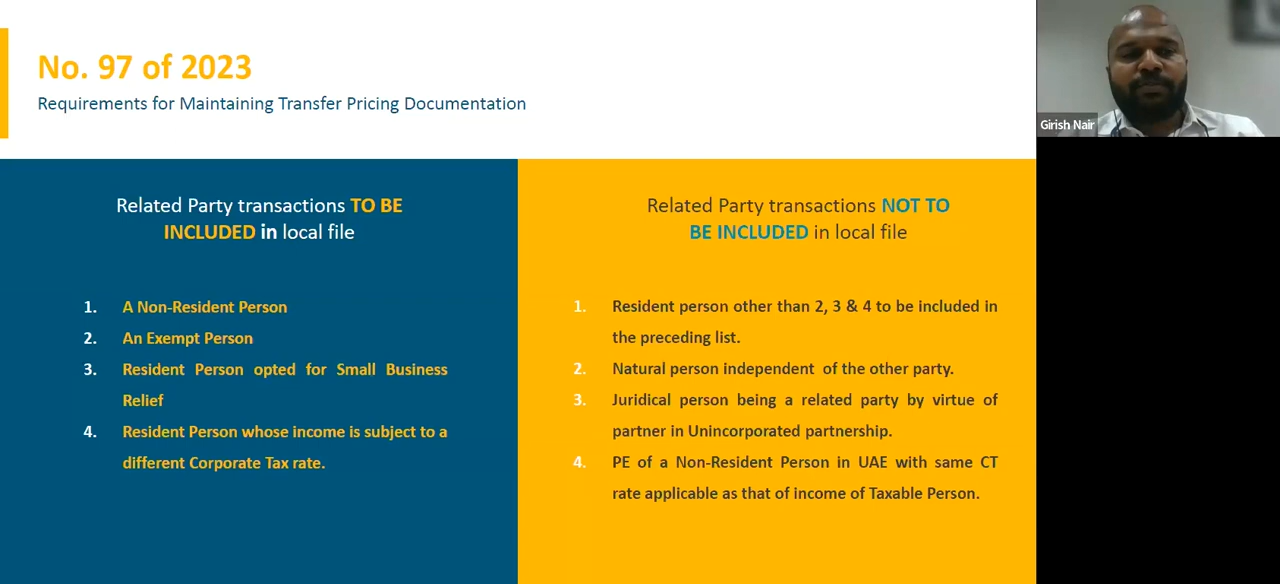 No. 97 of 2023
Requirements for Maintaining Transfer Pricing Documentation
Girish Nair
Related Party transactions TO BE
INCLUDED in local file
1. A Non-Resident Person
2. An Exempt Person
3. Resident Person opted for Small Business
Relief
4. Resident Person whose income is subject to a
different Corporate Tax rate.
Related Party transactions NOT TO
BE INCLUDED in local file
1. Resident person other than 2, 3 & 4 to be included in
the preceding list.
2. Natural person independent of the other party.
3. Juridical person being a related party by virtue of
partner in Unincorporated partnership.
4. PE of a Non-Resident Person in UAE with same CT
rate applicable as that of income of Taxable Person.